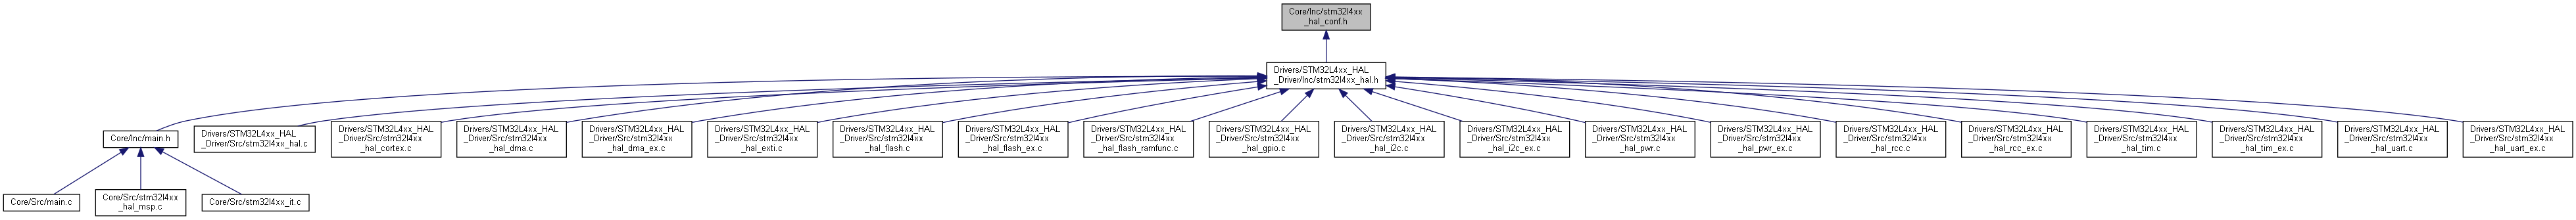 Core/Inc/stm32l4xx
_hal_conf.h
Drivers/STM32L4xx_HAL
_Driver/Inc/stm32l4xx_hal.h
Core/Inc/main.h
Drivers/STM32L4xx_HAL
_Driver/Src/stm32l4xx_hal.c
Drivers/STM32L4xx_HAL
_Driver/Src/stm32l4xx
_hal_cortex.c
Drivers/STM32L4xx_HAL
_Driver/Src/stm32l4xx
_hal_dma.c
Drivers/STM32L4xx_HAL
_Driver/Src/stm32l4xx
_hal_dma_ex.c
Drivers/STM32L4xx_HAL
_Driver/Src/stm32l4xx
_hal_exti.c
Drivers/STM32L4xx_HAL
_Driver/Src/stm32l4xx
_hal_flash.c
Drivers/STM32L4xx_HAL
_Driver/Src/stm32l4xx
_hal_flash_ex.c
Drivers/STM32L4xx_HAL
_Driver/Src/stm32l4xx
_hal_flash_ramfunc.c
Drivers/STM32L4xx_HAL
_Driver/Src/stm32l4xx
_hal_gpio.c
Drivers/STM32L4xx_HAL
_Driver/Src/stm32l4xx
_hal_i2c.c
Drivers/STM32L4xx_HAL
_Driver/Src/stm32l4xx
_hal_i2c_ex.c
Drivers/STM32L4xx_HAL
_Driver/Src/stm32l4xx
_hal_pwr.c
Drivers/STM32L4xx_HAL
_Driver/Src/stm32l4xx
_hal_pwr_ex.c
Drivers/STM32L4xx_HAL
_Driver/Src/stm32l4xx
_hal_rcc.c
Drivers/STM32L4xx_HAL
_Driver/Src/stm32l4xx
_hal_rcc_ex.c
Drivers/STM32L4xx_HAL
_Driver/Src/stm32l4xx
_hal_tim.c
Drivers/STM32L4xx_HAL
_Driver/Src/stm32l4xx
_hal_tim_ex.c
Drivers/STM32L4xx_HAL
_Driver/Src/stm32l4xx
_hal_uart.c
Drivers/STM32L4xx_HAL
_Driver/Src/stm32l4xx
_hal_uart_ex.c
Core/Src/main.c
Core/Src/stm32l4xx
_hal_msp.c
Core/Src/stm32l4xx_it.c